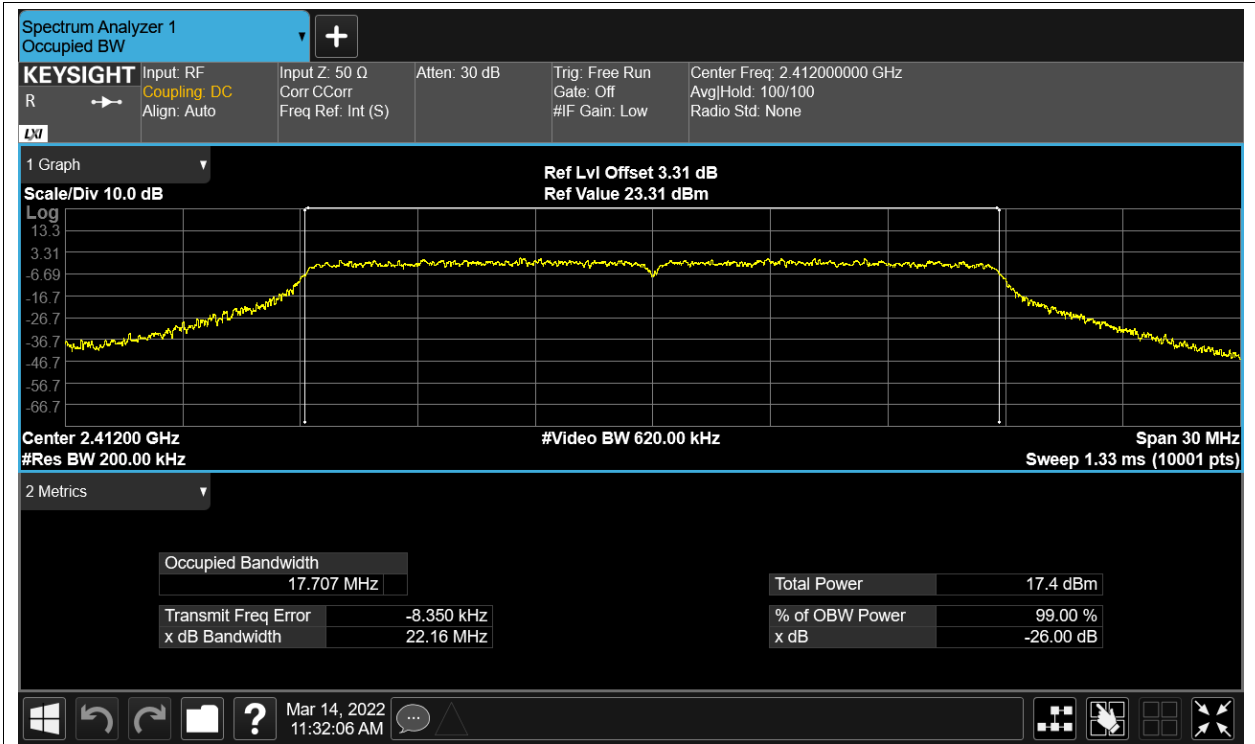 Spectrum Analyzer 1
Occupied BW
+
KEYSIGHT
R
LXI
Input: RF
Coupling: DC
Align: Auto
Input Z: 50 Ω
Corr CCorr
Freq Ref: Int (S)
Atten: 30 dB
Trig: Free Run
Gate: Off
#IF Gain: Low
Center Freq: 2.412000000 GHz
Avg|Hold: 100/100
Radio Std: None
1 Graph
Scale/Div 10.0 dB
Ref Lvl Offset 3.31 dB
Ref Value 23.31 dBm
Log
13.3
3.31
-6.69
-16.7
-26.7
-36.7
-46.7
-56.7
-66.7
Center 2.41200 GHz
#Video BW 620.00 kHz
Span 30 MHz
#Res BW 200.00 kHz
Sweep 1.33 ms (10001 pts)
2 Metrics
Occupied Bandwidth
17.707 MHz
Total Power 17.4 dBm
Transmit Freq Error -8.350 kHz
% of OBW Power 99.00 %
x dB Bandwidth 22.16 MHz
x dB -26.00 dB
?
Mar 14, 2022
11:32:06 AM